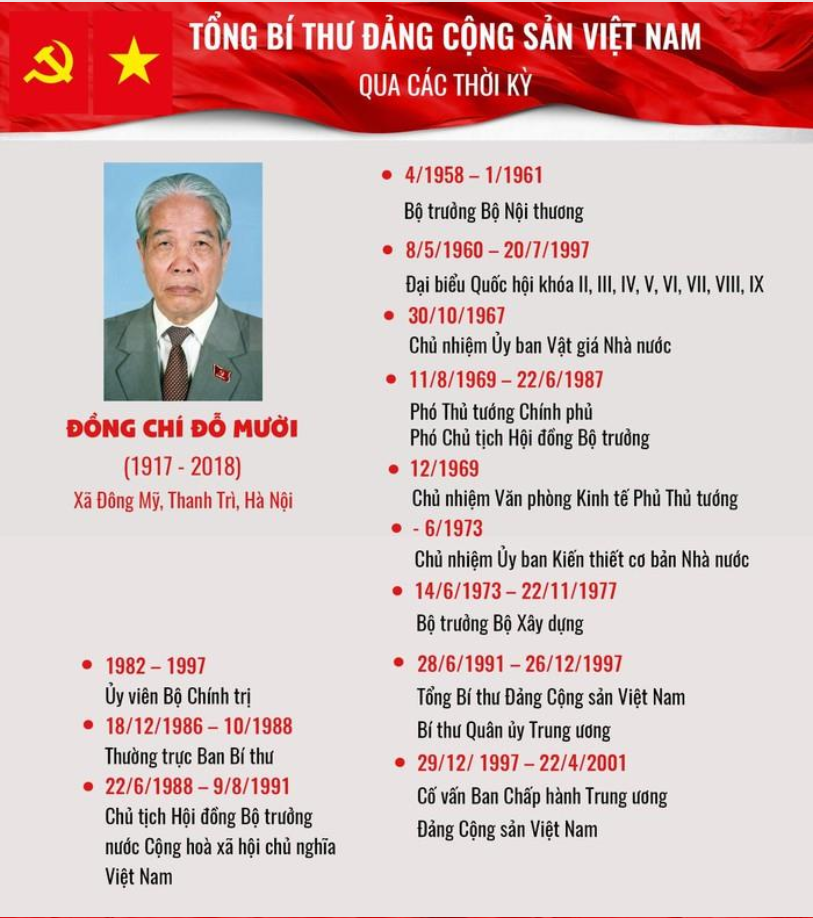 TỔNG BÍ THƯ ĐẢNG CỘNG SẢN VIỆT NAM
QUA CÁC THỜI KỲ
ĐỒNG CHÍ ĐỖ MƯỜI
(1917 - 2018)
Xã Đông Mỹ, Thanh Trì, Hà Nội
4/1958 – 1/1961
Bộ trưởng Bộ Nội thương
8/5/1960 – 20/7/1997
Đại biểu Quốc hội khóa II, III, IV, V, VI, VII, VIII, IX
30/10/1967
Chủ nhiệm Ủy ban Vật giá Nhà nước
11/8/1969 – 22/6/1987
Phó Thủ tướng Chính phủ
Phó Chủ tịch Hội đồng Bộ trưởng
12/1969
Chủ nhiệm Văn phòng Kinh tế Phủ Thủ tướng
- 6/1973
Chủ nhiệm Ủy ban Kiến thiết cơ bản Nhà nước
14/6/1973 – 22/11/1977
Bộ trưởng Bộ Xây dựng
1982 – 1997
Ủy viên Bộ Chính trị
18/12/1986 – 10/1988
Thường trực Ban Bí thư
22/6/1988 – 9/8/1991
Chủ tịch Hội đồng Bộ trưởng
nước Cộng hoà xã hội chủ nghĩa
Việt Nam
28/6/1991 – 26/12/1997
Tổng Bí thư Đảng Cộng sản Việt Nam
Bí thư Quân ủy Trung ương
29/12/ 1997 – 22/4/2001
Cố vấn Ban Chấp hành Trung ương
Đảng Cộng sản Việt Nam